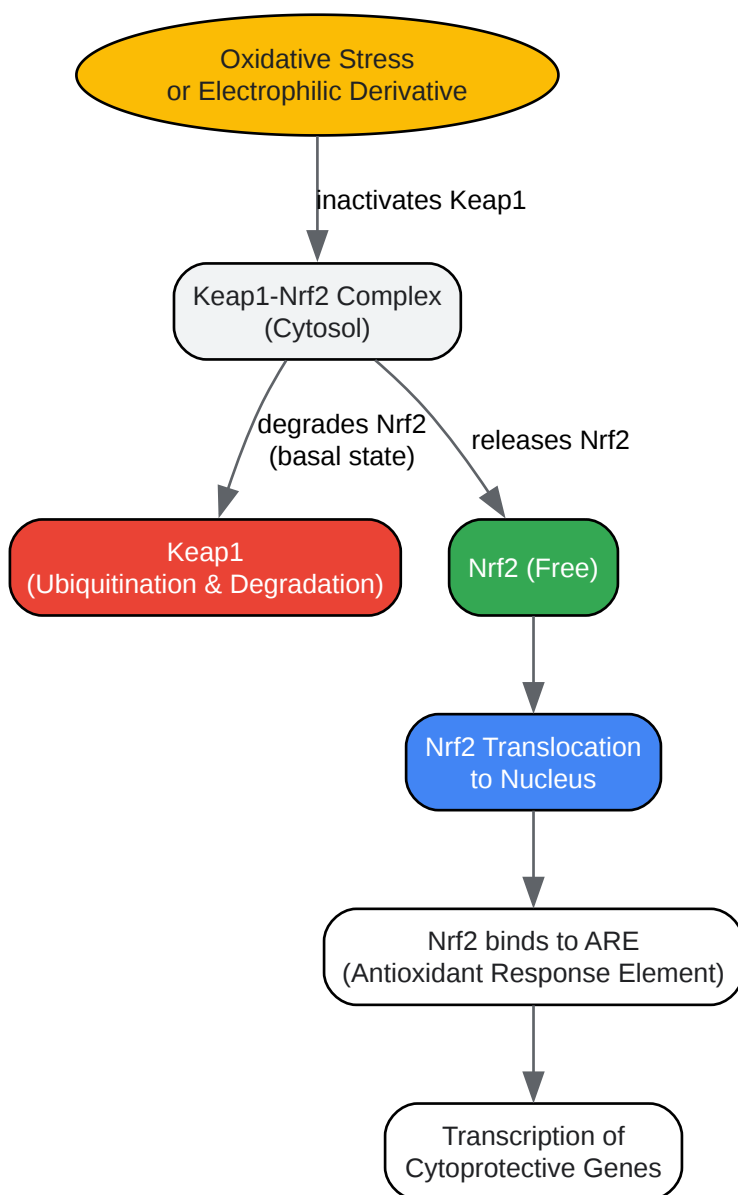 Oxidative Stress
or Electrophilic Derivative
inactivates Keap1
Keap1-Nrf2 Complex
(Cytosol)
degrades Nrf2
(basal state)
releases Nrf2
Keap1
(Ubiquitination & Degradation)
Nrf2 (Free)
Nrf2 Translocation
to Nucleus
Nrf2 binds to ARE
(Antioxidant Response Element)
Transcription of
Cytoprotective Genes